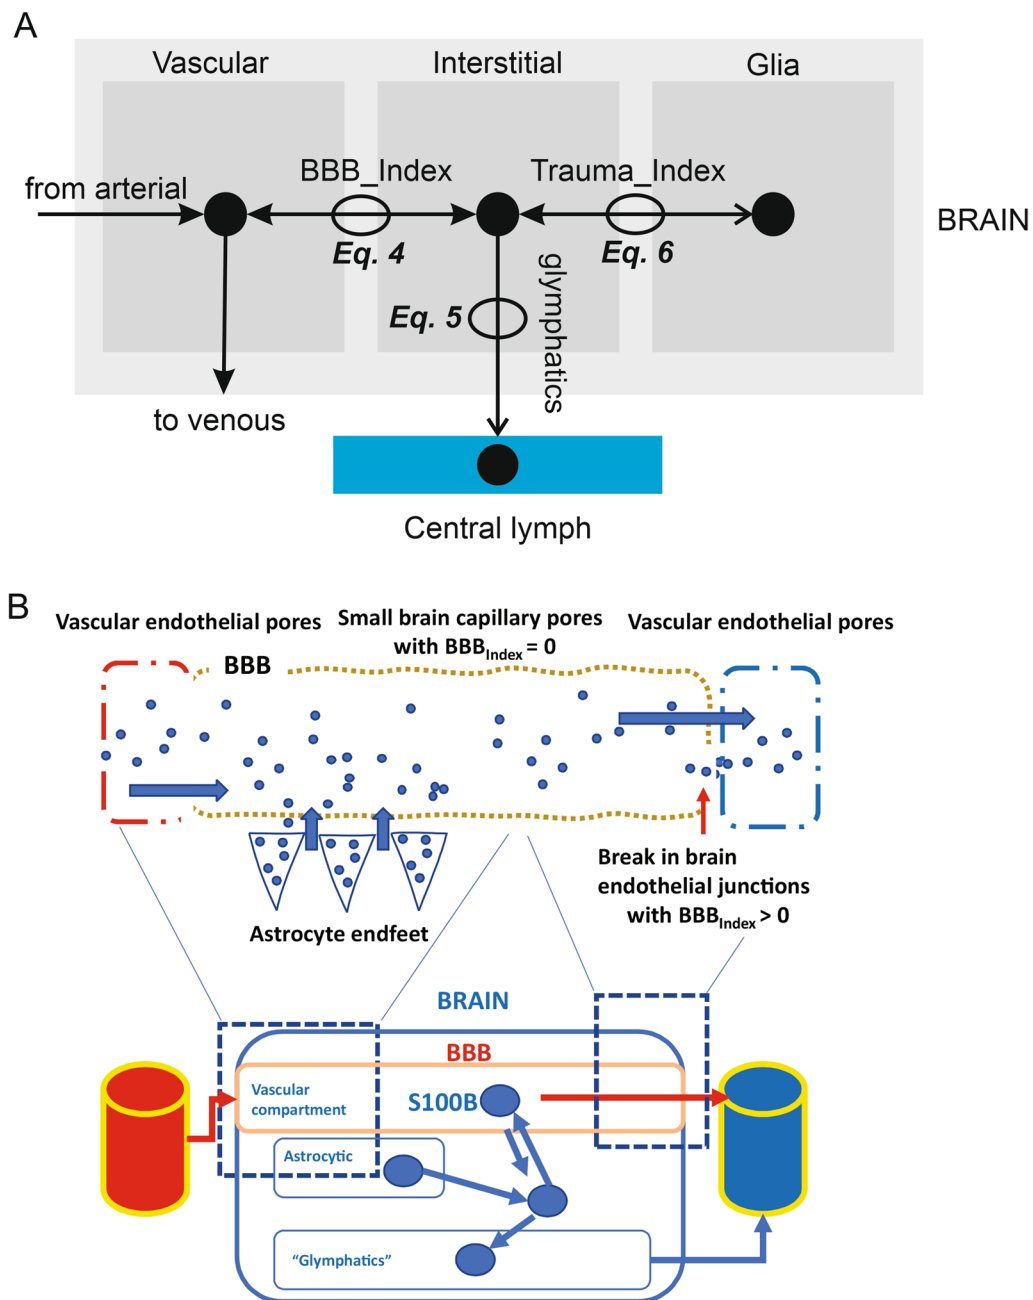 A
Vascular
Interstitial
Glia
from arterial
BBB_Index
Trauma_Index
BRAIN
Eq. 4
Eq. 6
Eq. 5
glymphatics
to venous
Central lymph
B
Vascular endothelial pores
Small brain capillary pores
with BBBIndex = 0
Vascular endothelial pores
BBB
Break in brain
endothelial junctions
with BBBIndex > 0
Astrocyte endfeet
BRAIN
BBB
Vascular
compartment
S100B
Astrocytic
“Glymphatics”